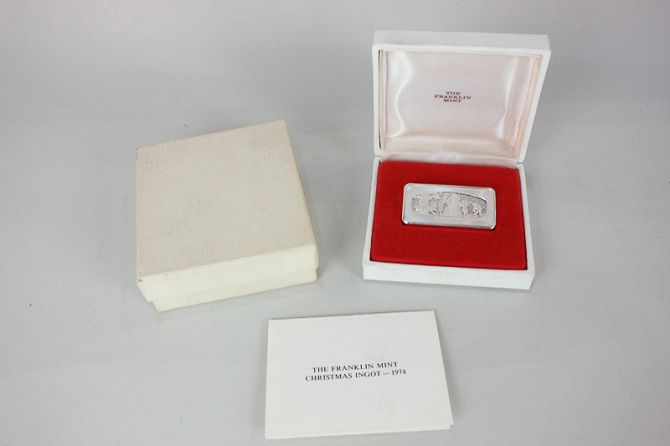 THE
FRANKLIN
MINT
THE FRANKLIN MINT
CHRISTMAS INGOT—1974